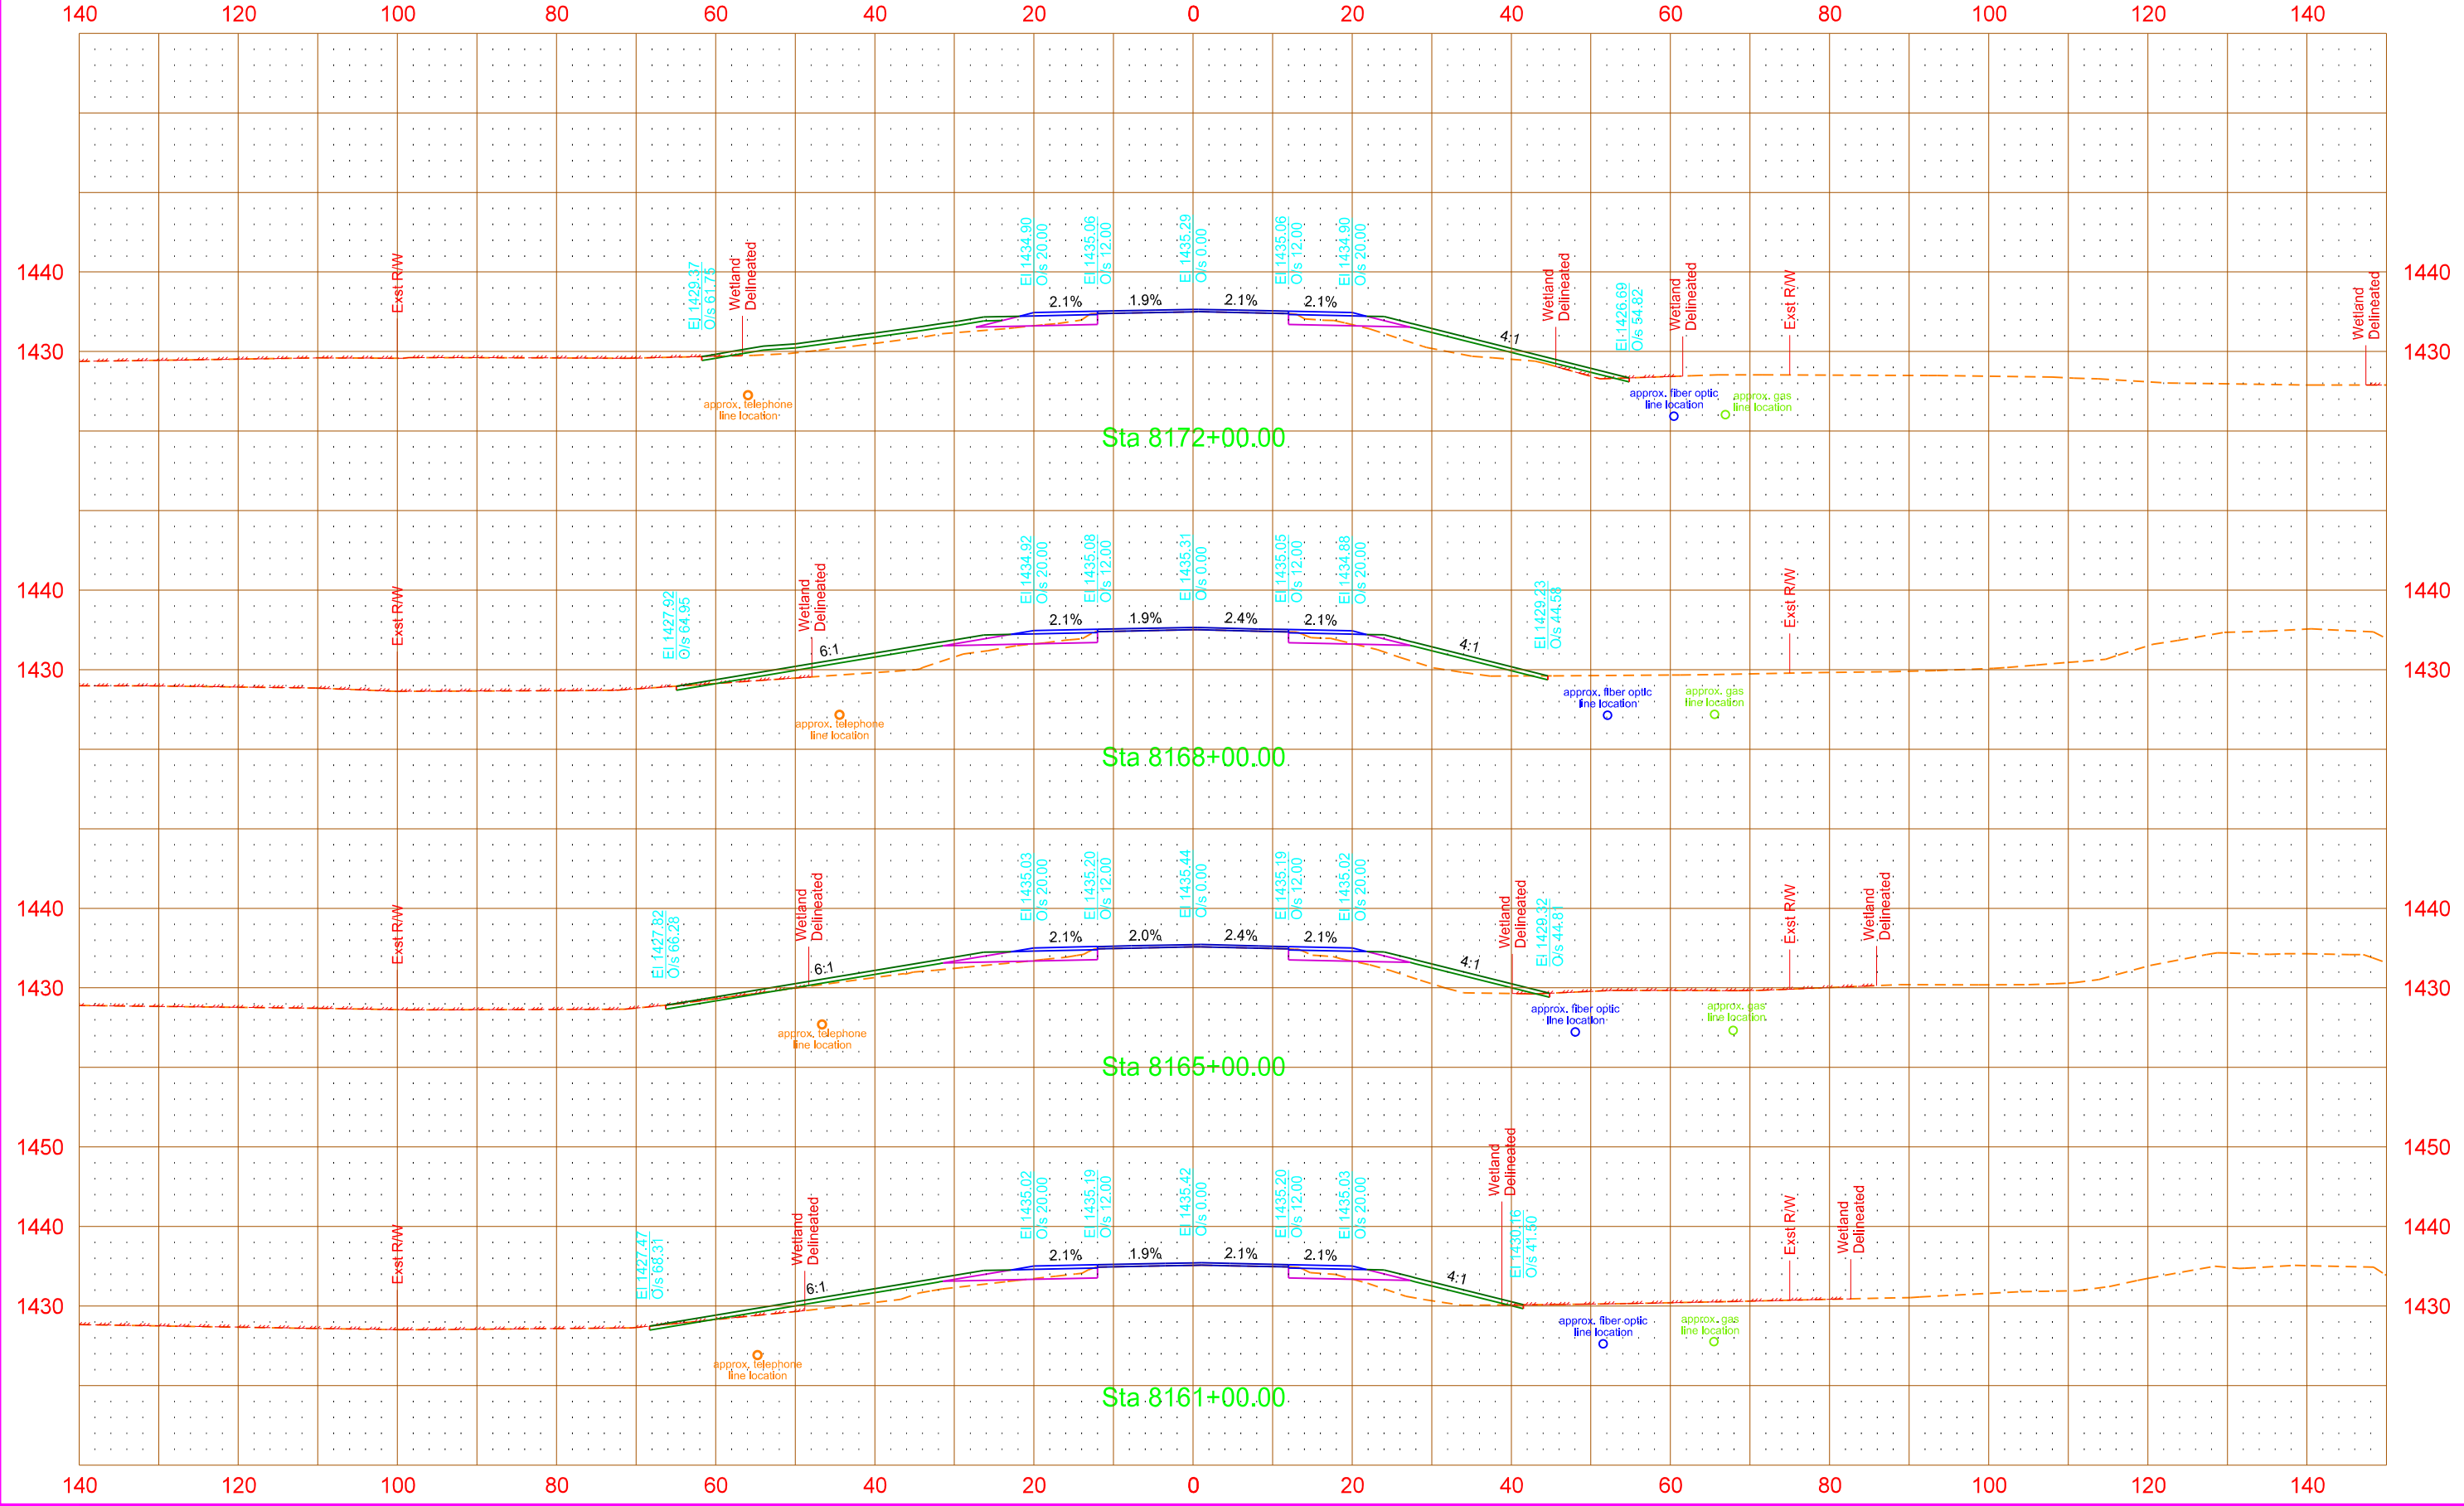 140 120 100 80 60 40 20 0 20 40 60 80 100 120 140
El 1434.90
O/s 20.00
El 1435.06
O/s 12.00
El 1435.29
O/s 0.00
El 1435.06
O/s 12.00
El 1434.90
O/s 20.00
Exst R/W
El 1429.37
O/s 61.75
Wetland
Delineated
Wetland
Delineated
El 1426.69
O/s 54.82
Wetland
Delineated
Exst R/W
Wetland
Delineated
1440 1440
2.1% 1.9% 2.1% 2.1%
4:1
1430 1430
approx. telephone
line location
approx. fiber optic
line location
approx. gas
line location
Sta 8172+00.00
El 1434.92
O/s 20.00
El 1435.08
O/s 12.00
El 1435.31
O/s 0.00
El 1435.05
O/s 12.00
El 1434.88
O/s 20.00
Exst R/W
El 1427.92
O/s 64.95
Wetland
Delineated
El 1429.23
O/s 44.58
Exst R/W
1440 1440
2.1% 1.9% 2.4% 2.1%
6:1 4:1
1430 1430
approx. telephone
line location
approx. fiber optic
line location
approx. gas
line location
Sta 8168+00.00
El 1435.03
O/s 20.00
El 1435.20
O/s 12.00
El 1435.44
O/s 0.00
El 1435.19
O/s 12.00
El 1435.02
O/s 20.00
Exst R/W
El 1427.82
O/s 66.28
Wetland
Delineated
Wetland
Delineated
El 1429.32
O/s 44.81
Exst R/W
Wetland
Delineated
1440 1440
2.1% 2.0% 2.4% 2.1%
6:1 4:1
1430 1430
approx. telephone
line location
approx. fiber optic
line location
approx. gas
line location
Sta 8165+00.00
1450 1450
El 1435.02
O/s 20.00
El 1435.19
O/s 12.00
El 1435.42
O/s 0.00
El 1435.20
O/s 12.00
El 1435.03
O/s 20.00
Exst R/W
El 1427.47
O/s 68.31
Wetland
Delineated
Wetland
Delineated
El 1430.16
O/s 41.50
Exst R/W
Wetland
Delineated
1440 1440
2.1% 1.9% 2.1% 2.1%
6:1 4:1
1430 1430
approx. telephone
line location
approx. fiber optic
line location
approx. gas
line location
Sta 8161+00.00
140 120 100 80 60 40 20 0 20 40 60 80 100 120 140